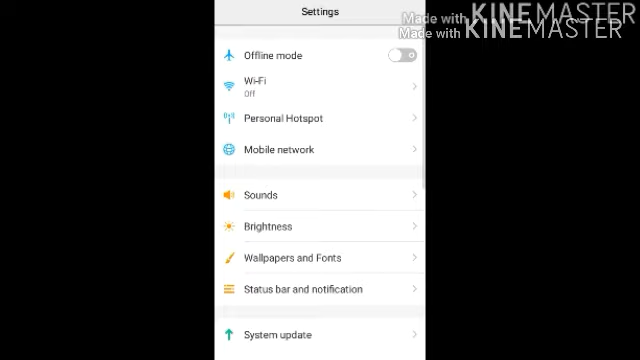 Settings
Made with KINEMASTER
Made with KINEMASTER
Offline mode
Wi-Fi
Off
Personal Hotspot
Mobile network
Sounds
Brightness
Wallpapers and Fonts
Status bar and notification
System update